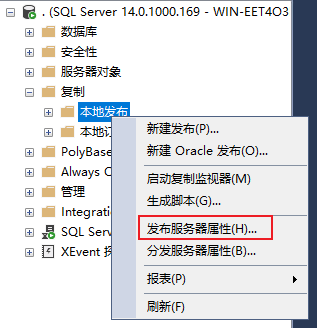 . (SQL Server 14.0.1000.169 - WIN-EET4O3
数据库
安全性
服务器对象
复制
本地发布
本地订
PolyBase
Always O
管理
Integration
SQL Serv
XEvent 探
新建发布(P)...
新建 Oracle 发布(O)...
启动复制监视器(M)
生成脚本(G)...
发布服务器属性(H)...
分发服务器属性(B)...
报表(P)
刷新(F)